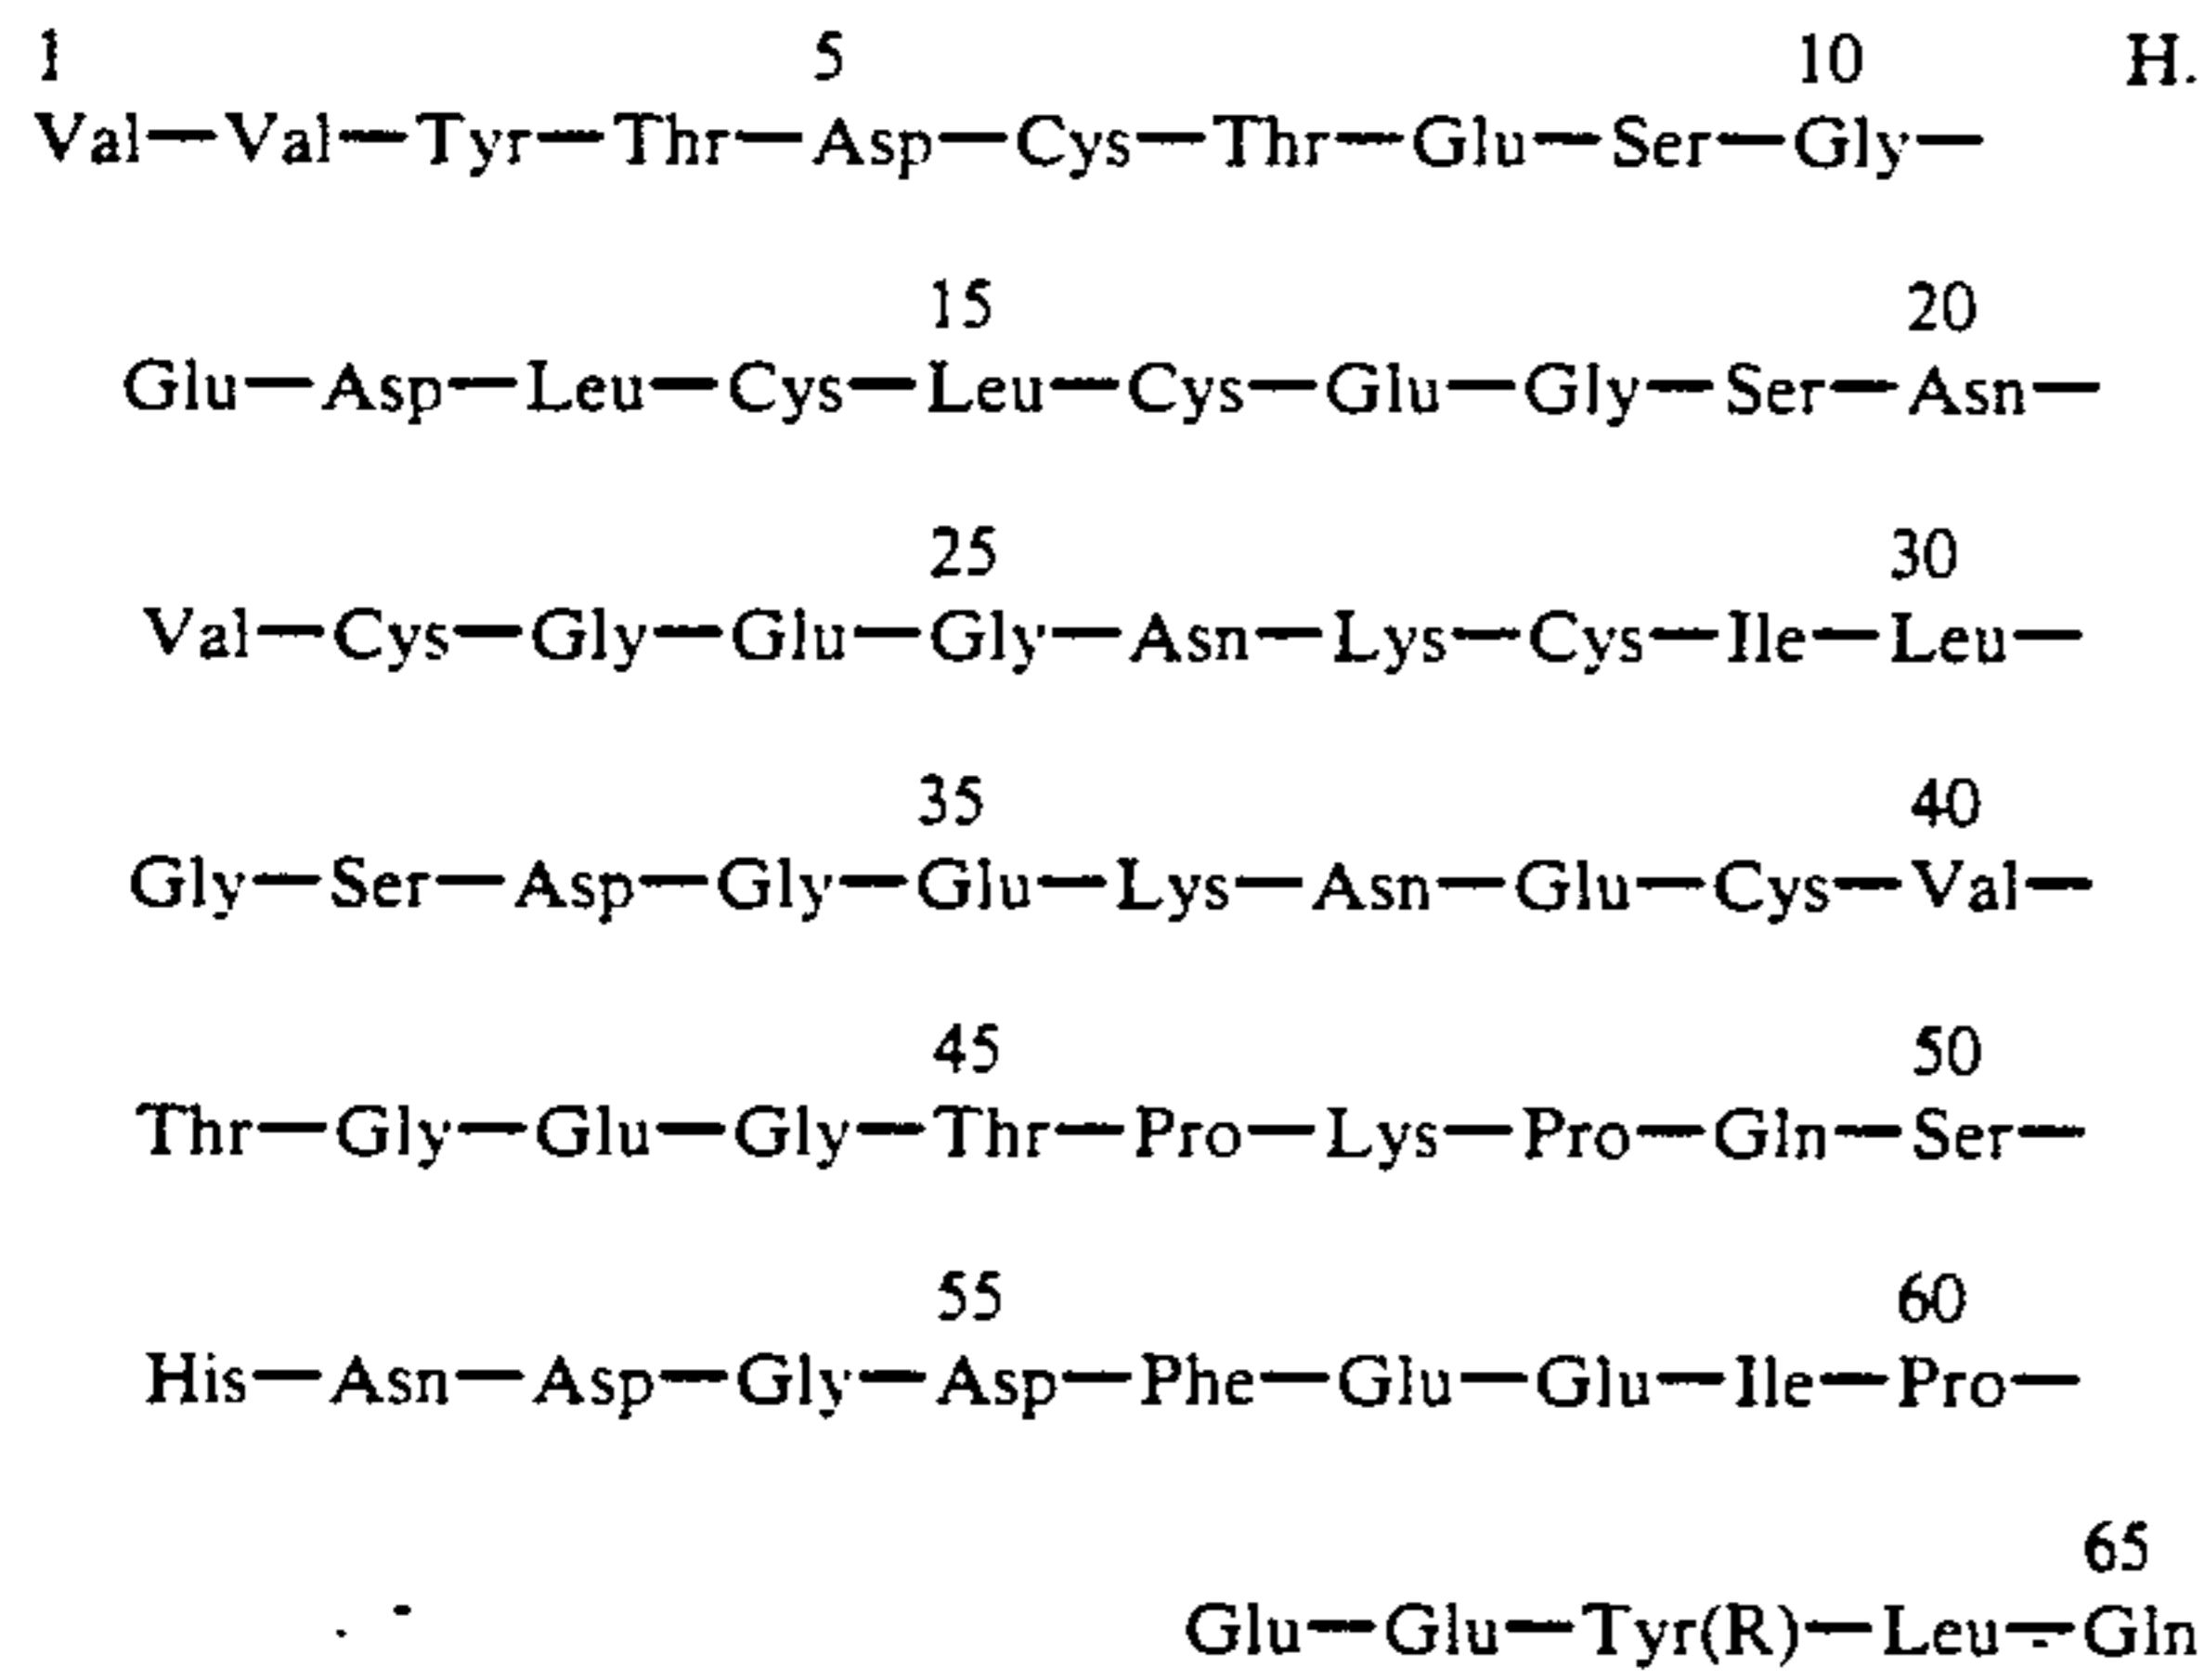 1 5 10 H.
Val—Val—Tyr—Thr—Asp—Cys—Thr—Glu—Ser—Gly—
15 20
Glu—Asp—Leu—Cys—Leu—Cys—Glu—Gly—Ser—Asn—
25 30
Val—Cys—Gly—Glu—Gly—Asn—Lys—Cys—Ile—Leu—
35 40
Gly—Ser—Asp—Gly—Glu—Lys—Asn—Glu—Cys—Val—
45 50
Thr—Gly—Glu—Gly—Thr—Pro—Lys—Pro—Gln—Ser—
55 60
His—Asn—Asp—Gly—Asp—Phe—Glu—Glu—Ile—Pro—
65
Glu—Glu—Tyr(R)—Leu—Gln